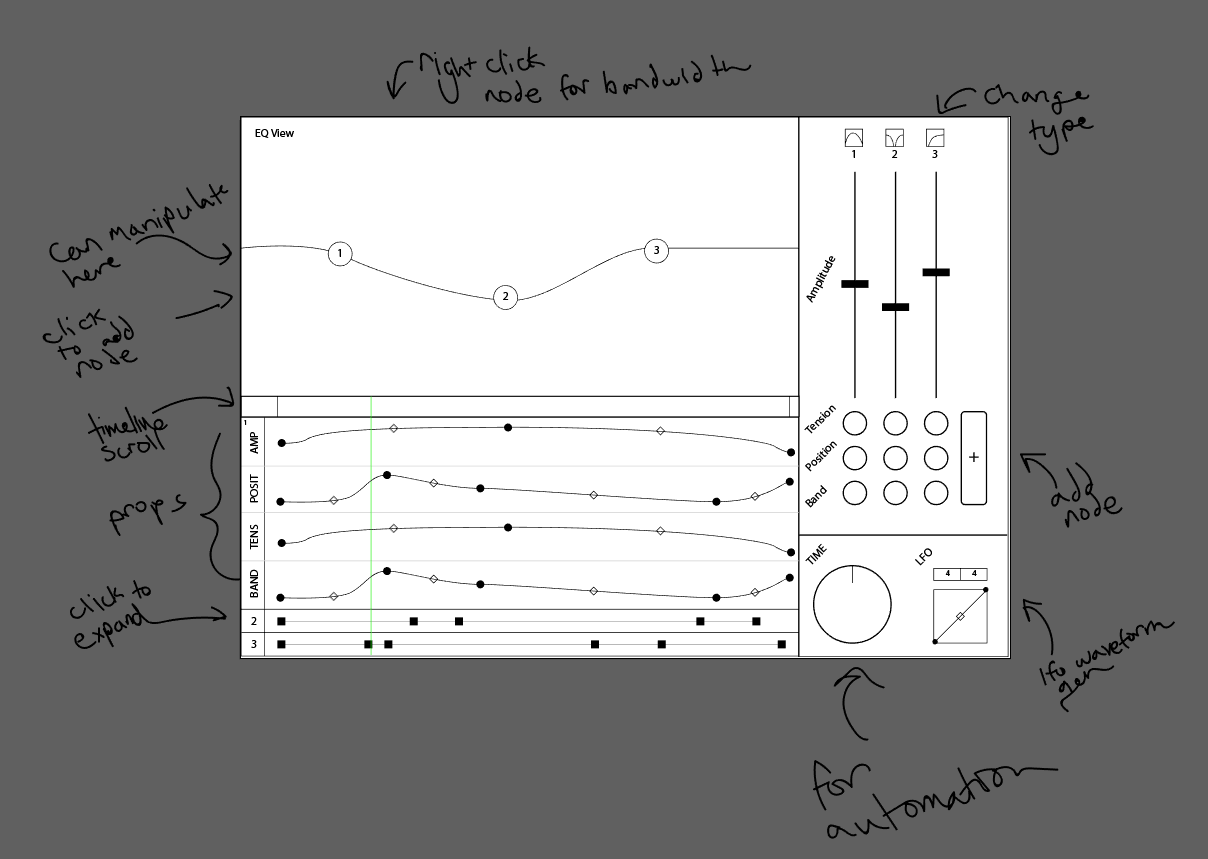 right click
node for bandwidth
change
type
EQ View
1
2
3
can manipulate
here
1
2
3
Amplitude
click
to add
node
timeline
scroll
1
AMP
POSIT
TENS
BAND
2
3
props
click to
expand
Tension
Position
Band
+
add
node
TIME
LFO
4 4
lfo waveform
gen
for
automation